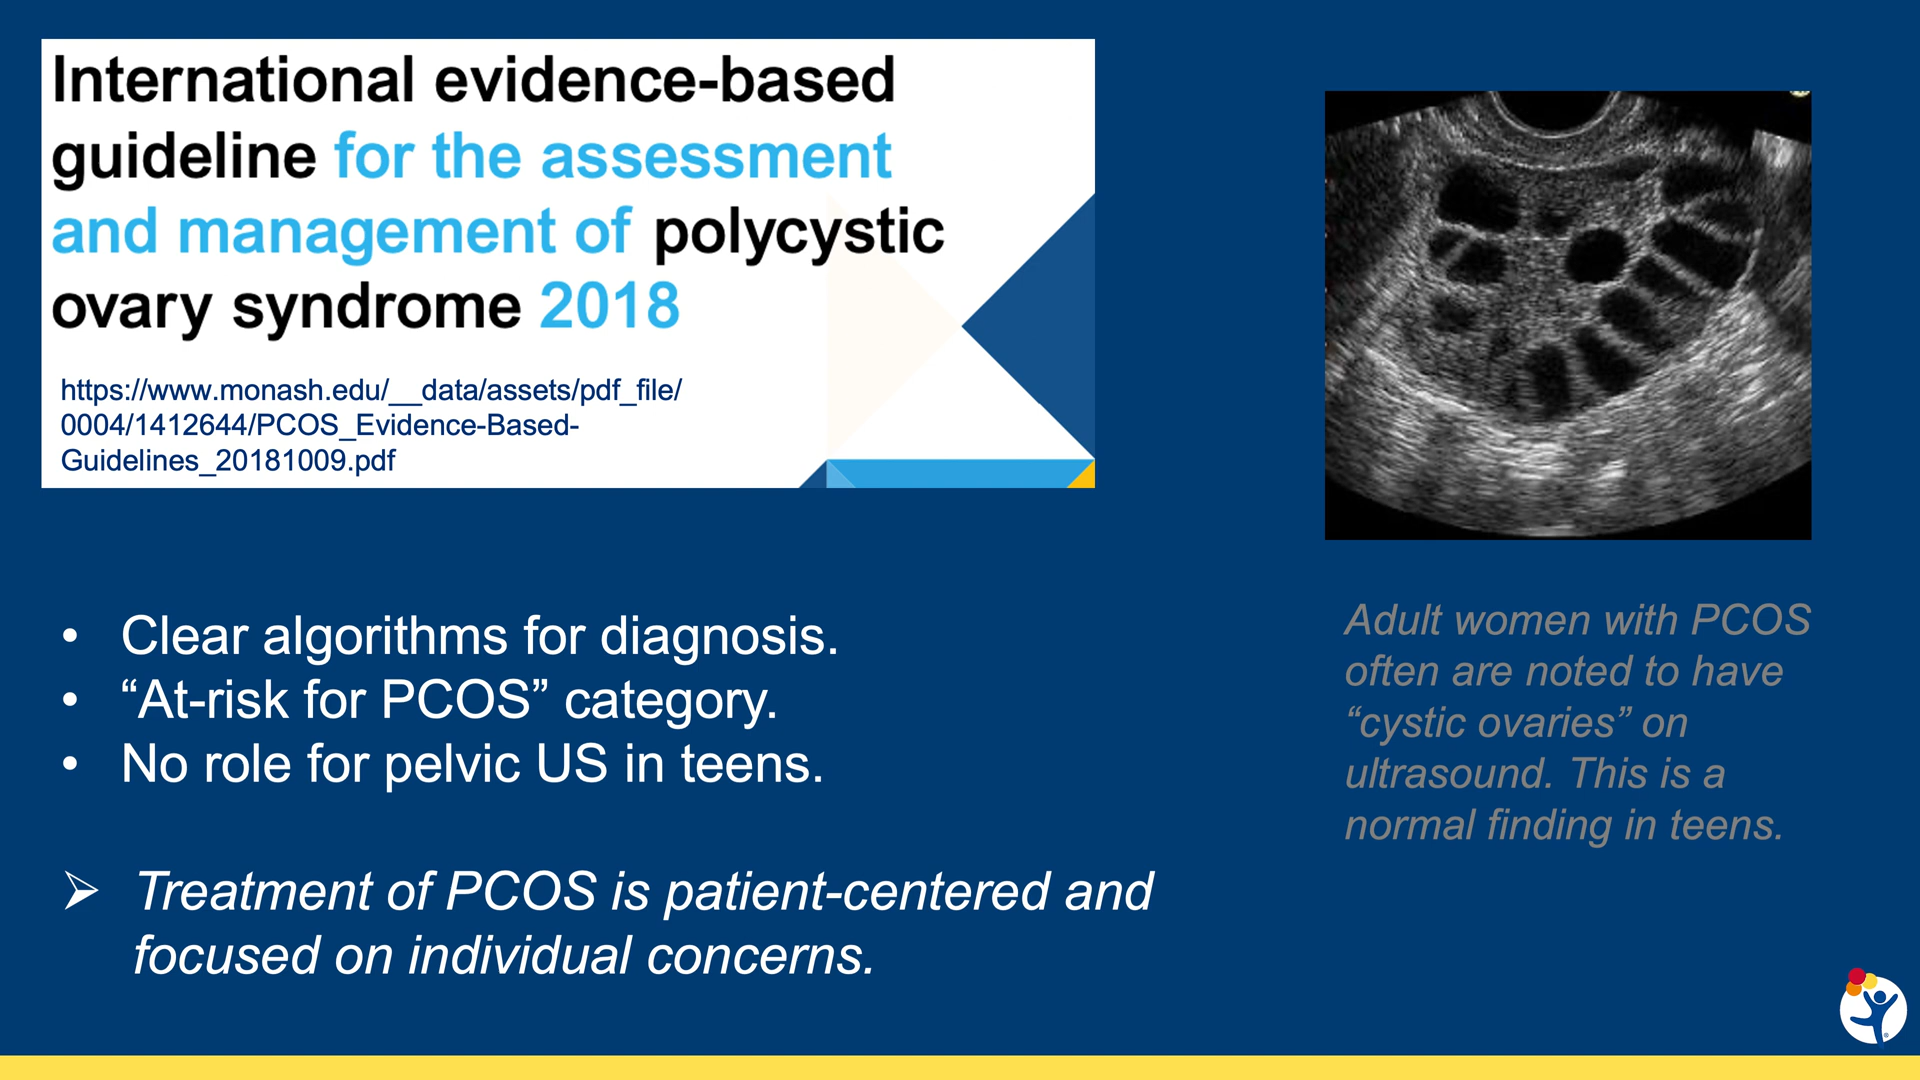 International evidence-based
guideline for the assessment
and management of polycystic
ovary syndrome 2018
https://www.monash.edu/__data/assets/pdf_file/
0004/1412644/PCOS_Evidence-Based-
Guidelines_20181009.pdf
• Clear algorithms for diagnosis.
• “At-risk for PCOS” category.
• No role for pelvic US in teens.
➢ Treatment of PCOS is patient-centered and
focused on individual concerns.
Adult women with PCOS
often are noted to have
“cystic ovaries” on
ultrasound. This is a
normal finding in teens.